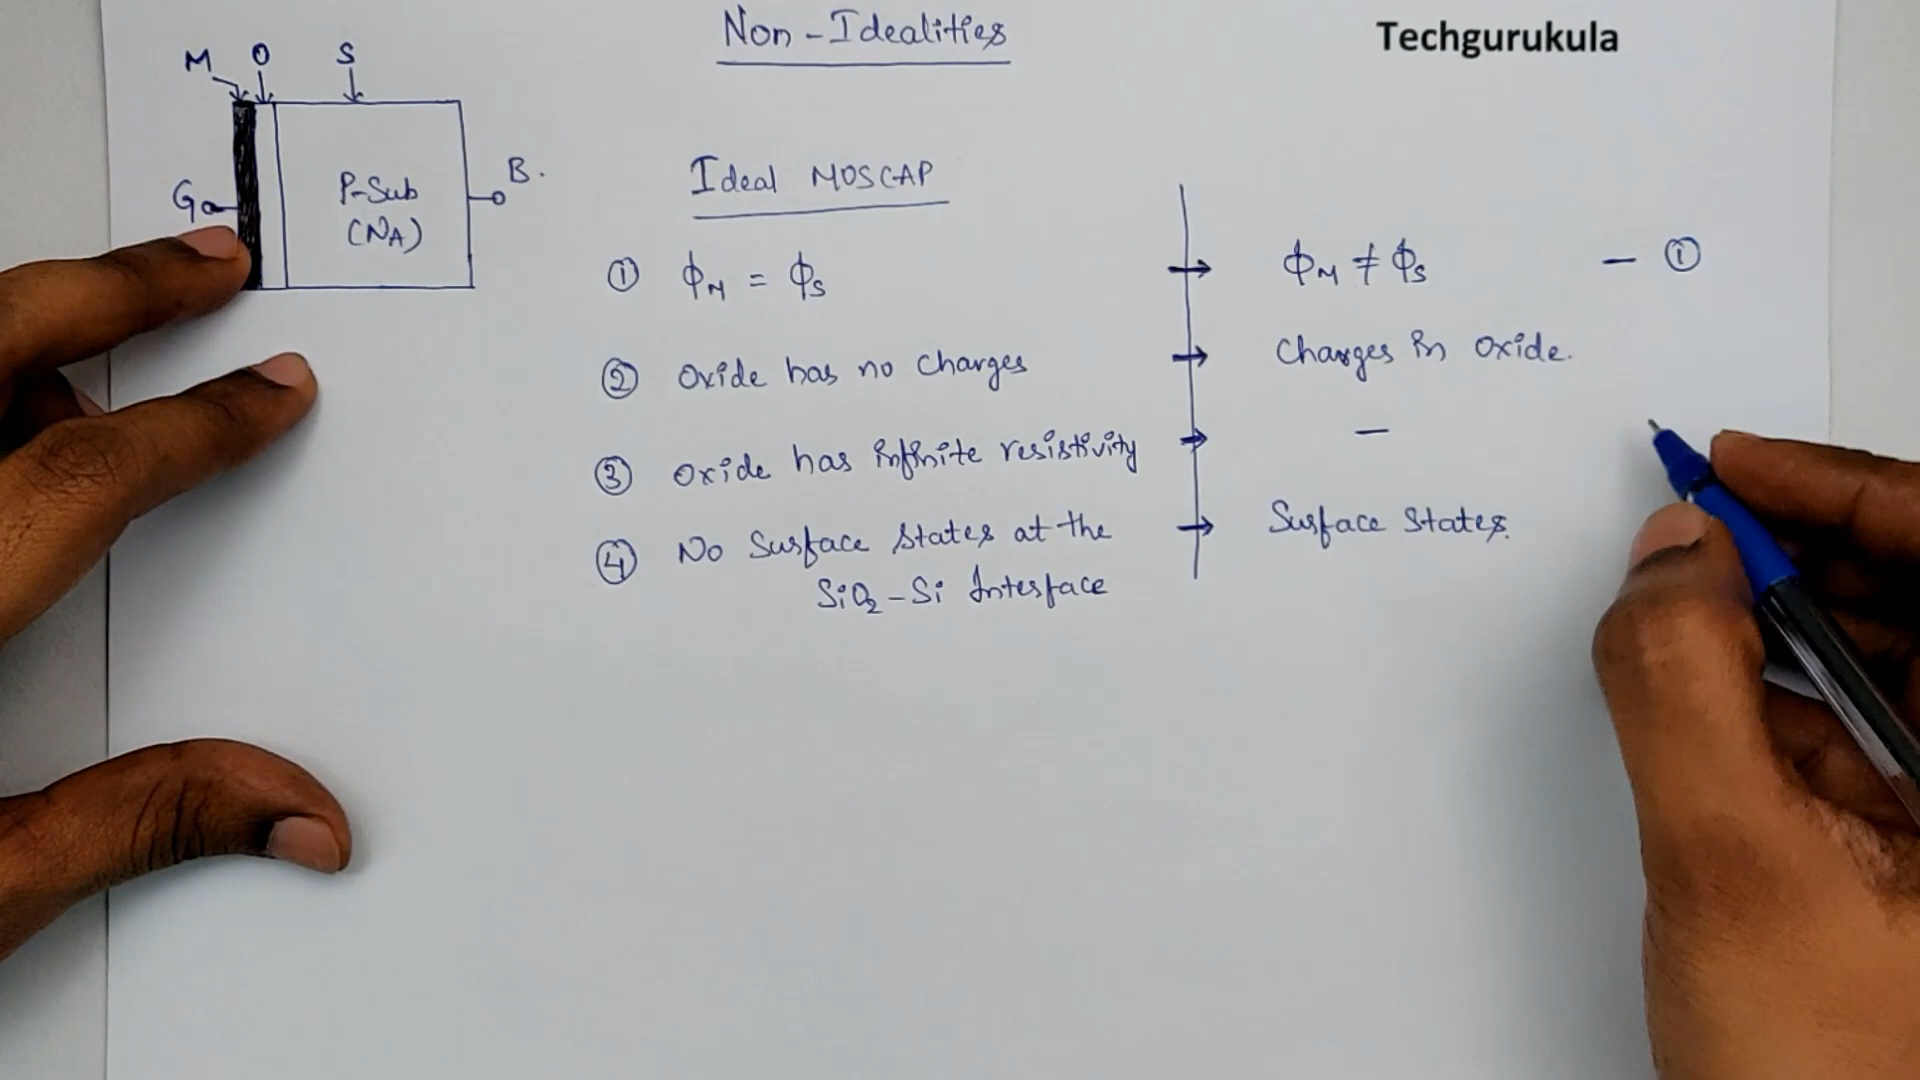 Non-Idealities
Techgurukula
M O S
G
P-Sub
(NA)
B.
Ideal MOSCAP
① ϕM = ϕS → ϕM ≠ ϕS - ①
② Oxide has no charges → Charges in oxide.
③ Oxide has infinite resistivity → -
④ No Surface States at the → Surface States.
SiO2 - Si Interface